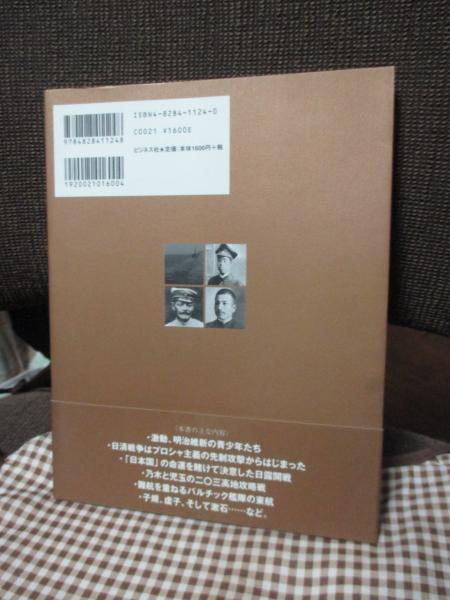 ISBN4-8284-1124-0
C0021 ¥1600E
ビジネス社★定価:本体1600円+税
9784828411248
1920021016004
〈本書の主な内容〉
・激動、明治維新の青少年たち
・日清戦争はプロシャ主義の先制攻撃からはじまった
・「日本国」の命運を賭けて決意した日露開戦
・乃木と児玉の二〇三高地攻略戦
・難航を重ねるバルチック艦隊の東航
・子規、虚子、そして漱石……など。